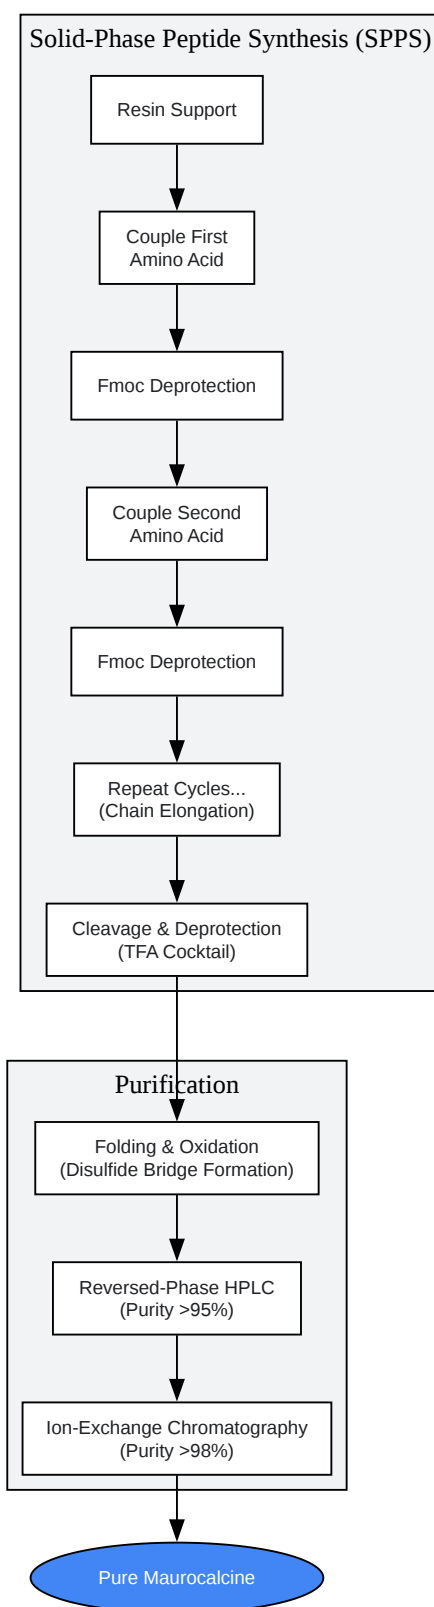 Solid-Phase Peptide Synthesis (SPPS)
Resin Support
Couple First
Amino Acid
Fmoc Deprotection
Couple Second
Amino Acid
Fmoc Deprotection
Repeat Cycles...
(Chain Elongation)
Cleavage & Deprotection
(TFA Cocktail)
Purification
Folding & Oxidation
(Disulfide Bridge Formation)
Reversed-Phase HPLC
(Purity >95%)
Ion-Exchange Chromatography
(Purity >98%)
Pure Maurocalcine